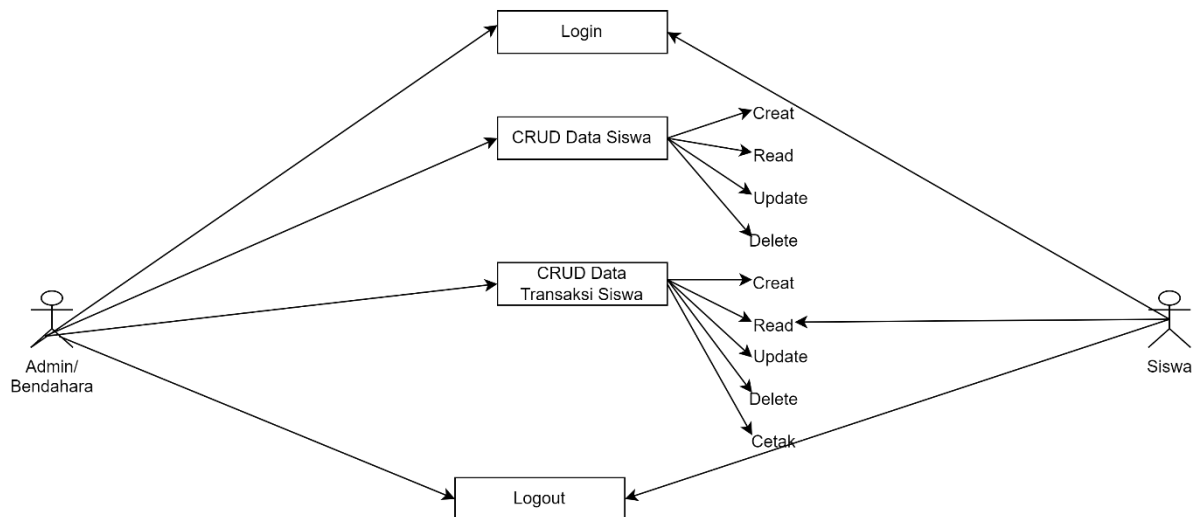 Login
CRUD Data Siswa
Creat
Read
Update
Delete
CRUD Data
Transaksi Siswa
Creat
Read
Update
Delete
Cetak
Admin/
Bendahara
Siswa
Logout